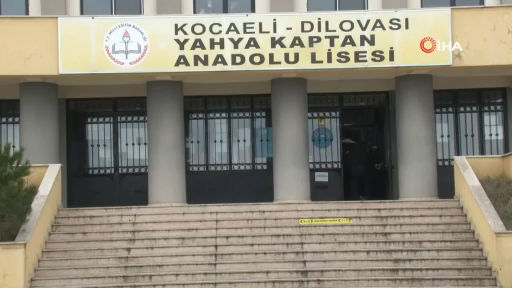 KOCAELİ - DİLOVASI
YAHYA KAPTAN
ANADOLU LİSESİ
İHA